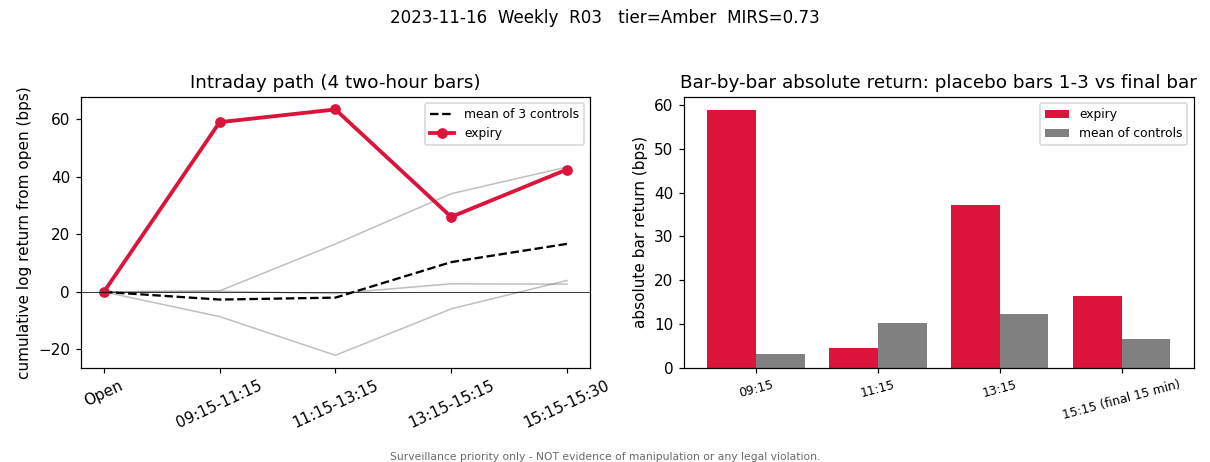 2023-11-16  Weekly  R03   tier=Amber  MIRS=0.73
Intraday path (4 two-hour bars)
cumulative log return from open (bps)
60
40
20
0
−20
mean of 3 controls
expiry
Open
09:15-11:15
11:15-13:15
13:15-15:15
15:15-15:30
Bar-by-bar absolute return: placebo bars 1-3 vs final bar
absolute bar return (bps)
60
50
40
30
20
10
0
expiry
mean of controls
09:15
11:15
13:15
15:15 (final 15 min)
Surveillance priority only - NOT evidence of manipulation or any legal violation.